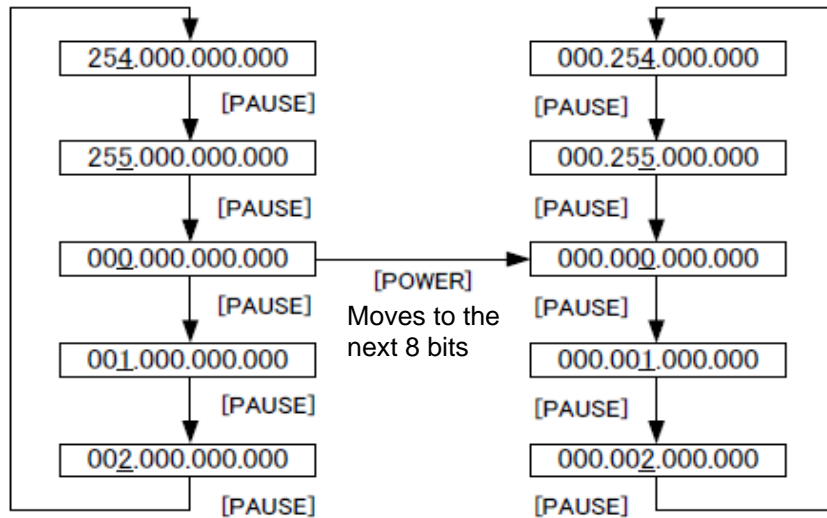 254.000.000.000
[PAUSE]
255.000.000.000
[PAUSE]
000.000.000.000
[PAUSE]
001.000.000.000
[PAUSE]
002.000.000.000
[PAUSE]
[POWER]
Moves to the
next 8 bits
000.254.000.000
[PAUSE]
000.255.000.000
[PAUSE]
000.000.000.000
[PAUSE]
000.001.000.000
[PAUSE]
000.002.000.000
[PAUSE]